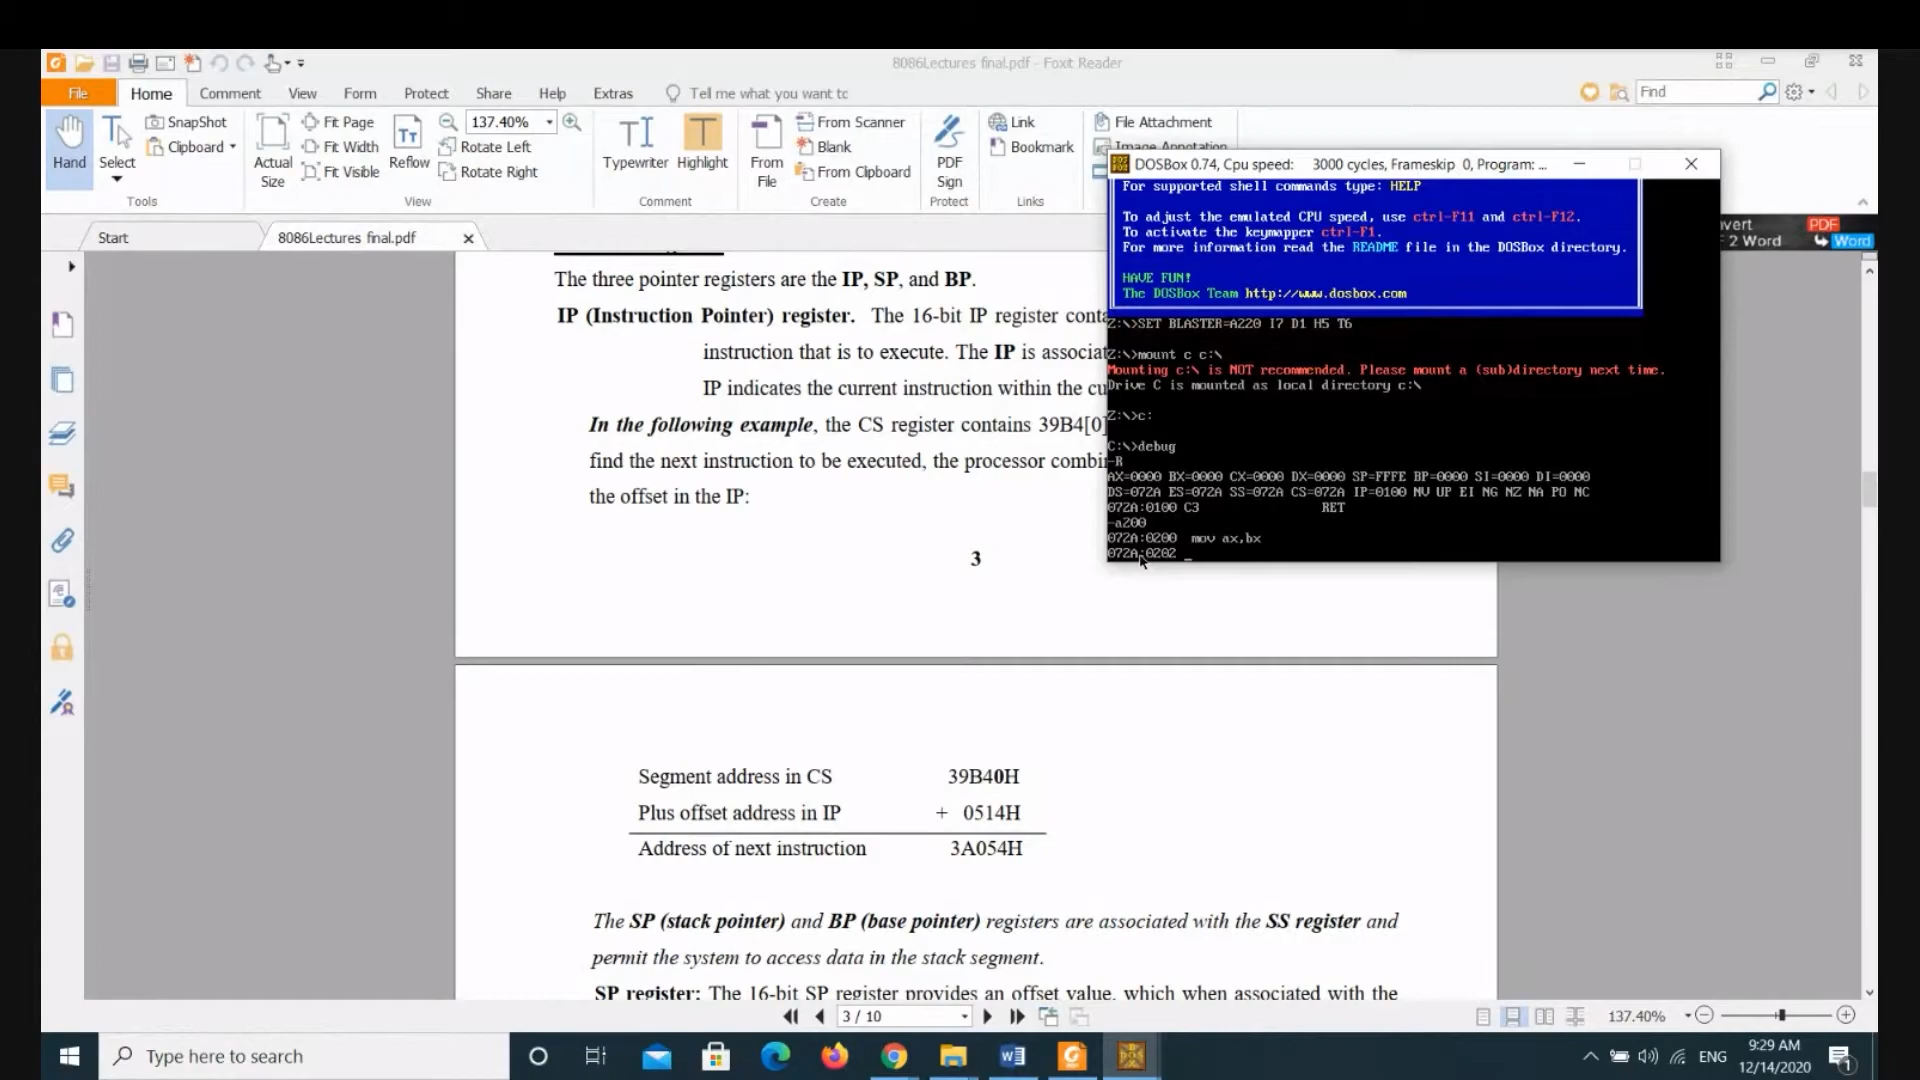 8086Lectures final.pdf - Foxit Reader
File Home Comment View Form Protect Share Help Extras Tell me what you want tc Find
Hand
Select
SnapShot
Clipboard
Tools
Actual Size
Fit Page
Fit Width
Fit Visible
Reflow
137.40%
Rotate Left
Rotate Right
View
Typewriter
Highlight
Comment
From File
From Scanner
Blank
From Clipboard
Create
PDF Sign
Protect
Link
Bookmark
Links
File Attachment
Image Annotation
Start
8086Lectures final.pdf
vert PDF
2 Word Word
The three pointer registers are the IP, SP, and BP.
IP (Instruction Pointer) register. The 16-bit IP register conta
instruction that is to execute. The IP is associat
IP indicates the current instruction within the cu
In the following example, the CS register contains 39B4[0]
find the next instruction to be executed, the processor combi
the offset in the IP:
3
Segment address in CS 39B40H
Plus offset address in IP + 0514H
Address of next instruction 3A054H
The SP (stack pointer) and BP (base pointer) registers are associated with the SS register and
permit the system to access data in the stack segment.
SP register: The 16-bit SP register provides an offset value, which when associated with the
DOSBox 0.74, Cpu speed: 3000 cycles, Frameskip 0, Program: ...
For supported shell commands type: HELP
To adjust the emulated CPU speed, use ctrl-F11 and ctrl-F12.
To activate the keymapper ctrl-F1.
For more information read the README file in the DOSBox directory.
HAVE FUN!
The DOSBox Team http://www.dosbox.com
Z:\>SET BLASTER=A220 I7 D1 H5 T6
Z:\>mount c c:\
Mounting c:\ is NOT recommended. Please mount a (sub)directory next time.
Drive C is mounted as local directory c:\
Z:\>c:
C:\>debug
-R
AX=0000 BX=0000 CX=0000 DX=0000 SP=FFFE BP=0000 SI=0000 DI=0000
DS=072A ES=072A SS=072A CS=072A IP=0100 NV UP EI NG NZ NA PO NC
072A:0100 C3 RET
-a200
072A:0200 mov ax,bx
072A:0202 _
3 / 10
137.40%
Type here to search
ENG
9:29 AM
12/14/2020
1